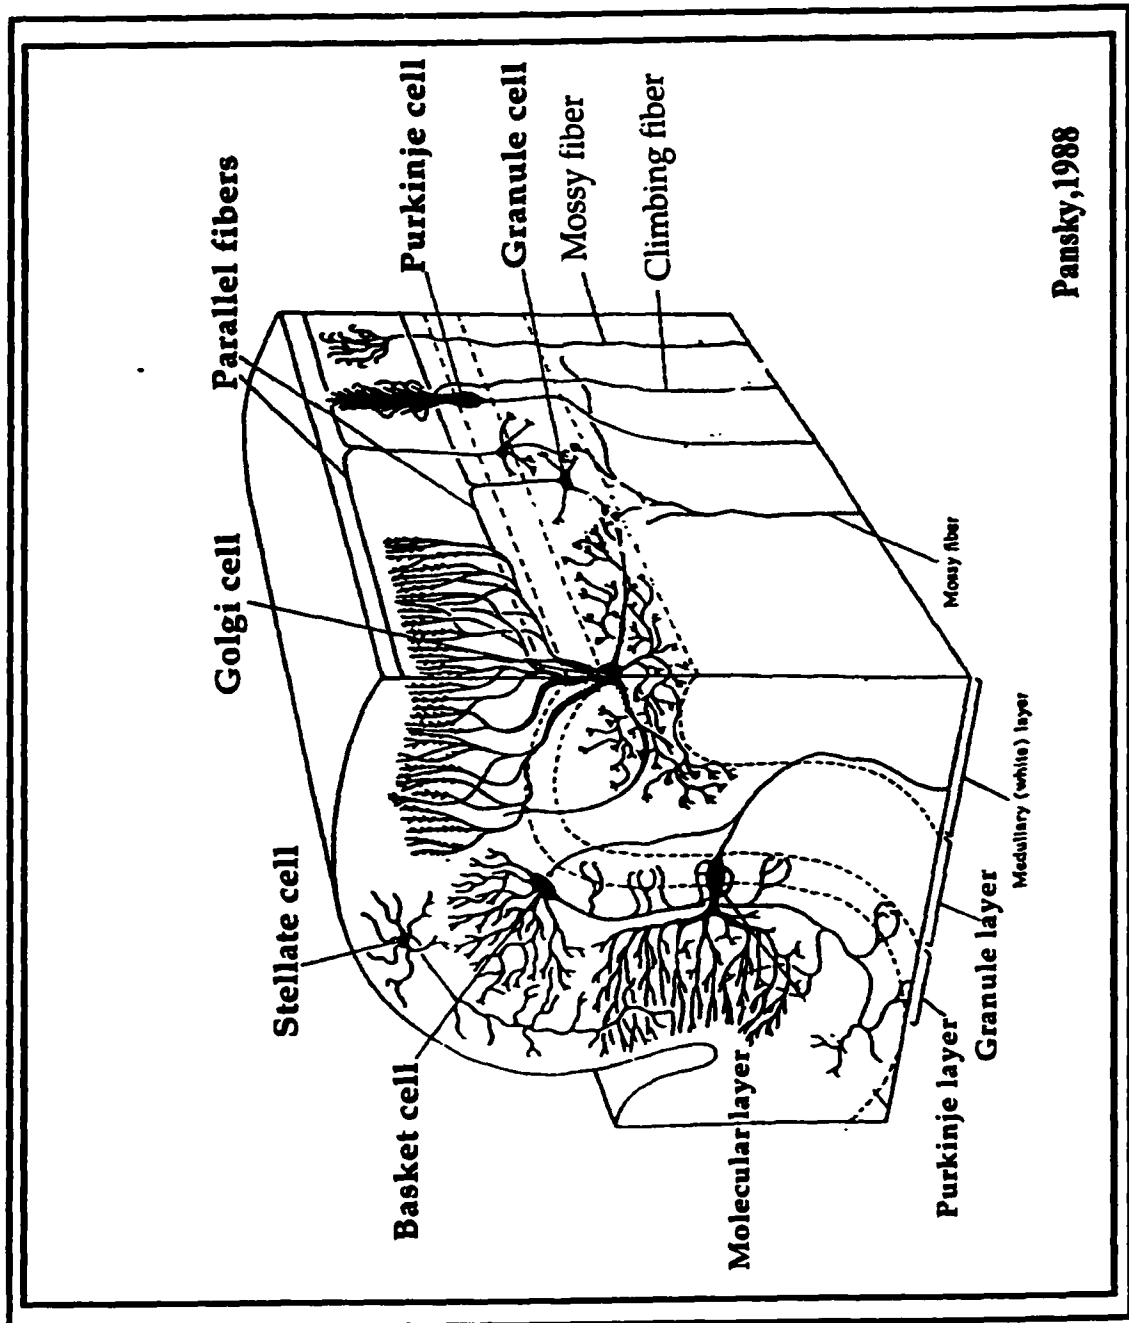 Parallel fibers
Golgi cell
Stellate cell
Basket cell
Purkinje cell
Granule cell
Mossy fiber
Climbing fiber
Mossy fiber
Medullary (white) layer
Granule layer
Purkinje layer
Molecular layer
Pansky,1988